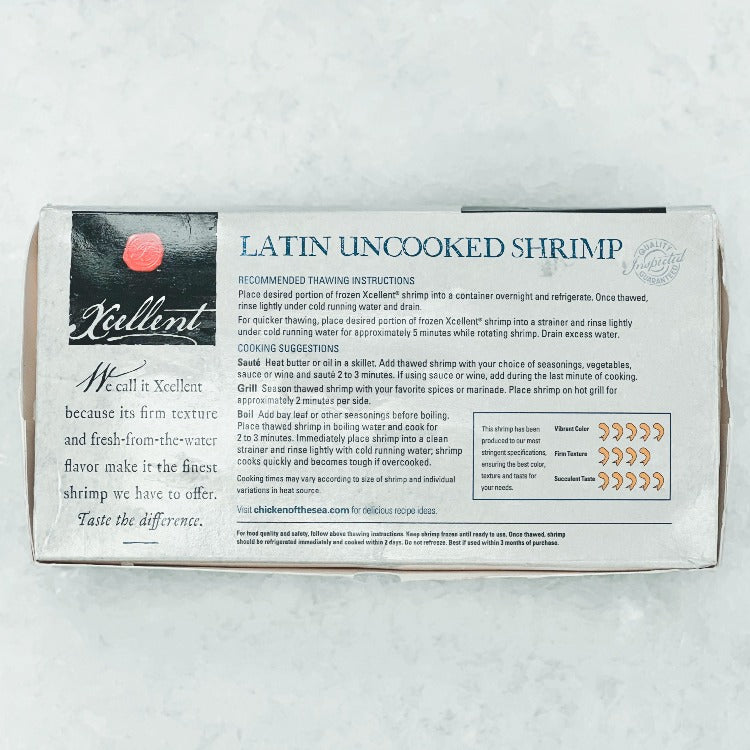 Xcellent
We call it Xcellent
because its firm texture
and fresh-from-the-water
flavor make it the finest
shrimp we have to offer.
Taste the difference.
LATIN UNCOOKED SHRIMP
QUALITY
Inspected
GUARANTEED
RECOMMENDED THAWING INSTRUCTIONS
Place desired portion of frozen Xcellent® shrimp into a container overnight and refrigerate. Once thawed,
rinse lightly under cold running water and drain.
For quicker thawing, place desired portion of frozen Xcellent® shrimp into a strainer and rinse lightly
under cold running water for approximately 5 minutes while rotating shrimp. Drain excess water.
COOKING SUGGESTIONS
Sauté Heat butter or oil in a skillet. Add thawed shrimp with your choice of seasonings, vegetables,
sauce or wine and sauté 2 to 3 minutes. If using sauce or wine, add during the last minute of cooking.
Grill Season thawed shrimp with your favorite spices or marinade. Place shrimp on hot grill for
approximately 2 minutes per side.
Boil Add bay leaf or other seasonings before boiling.
Place thawed shrimp in boiling water and cook for
2 to 3 minutes. Immediately place shrimp into a clean
strainer and rinse lightly with cold running water; shrimp
cooks quickly and becomes tough if overcooked.
Cooking times may vary according to size of shrimp and individual
variations in heat source.
Visit chickenofthesea.com for delicious recipe ideas.
This shrimp has been
produced to our most
stringent specifications,
ensuring the best color,
texture and taste for
your needs.
Vibrant Color
Firm Texture
Succulent Taste
For food quality and safety, follow above thawing instructions. Keep shrimp frozen until ready to use. Once thawed, shrimp
should be refrigerated immediately and cooked within 2 days. Do not refreeze. Best if used within 3 months of purchase.